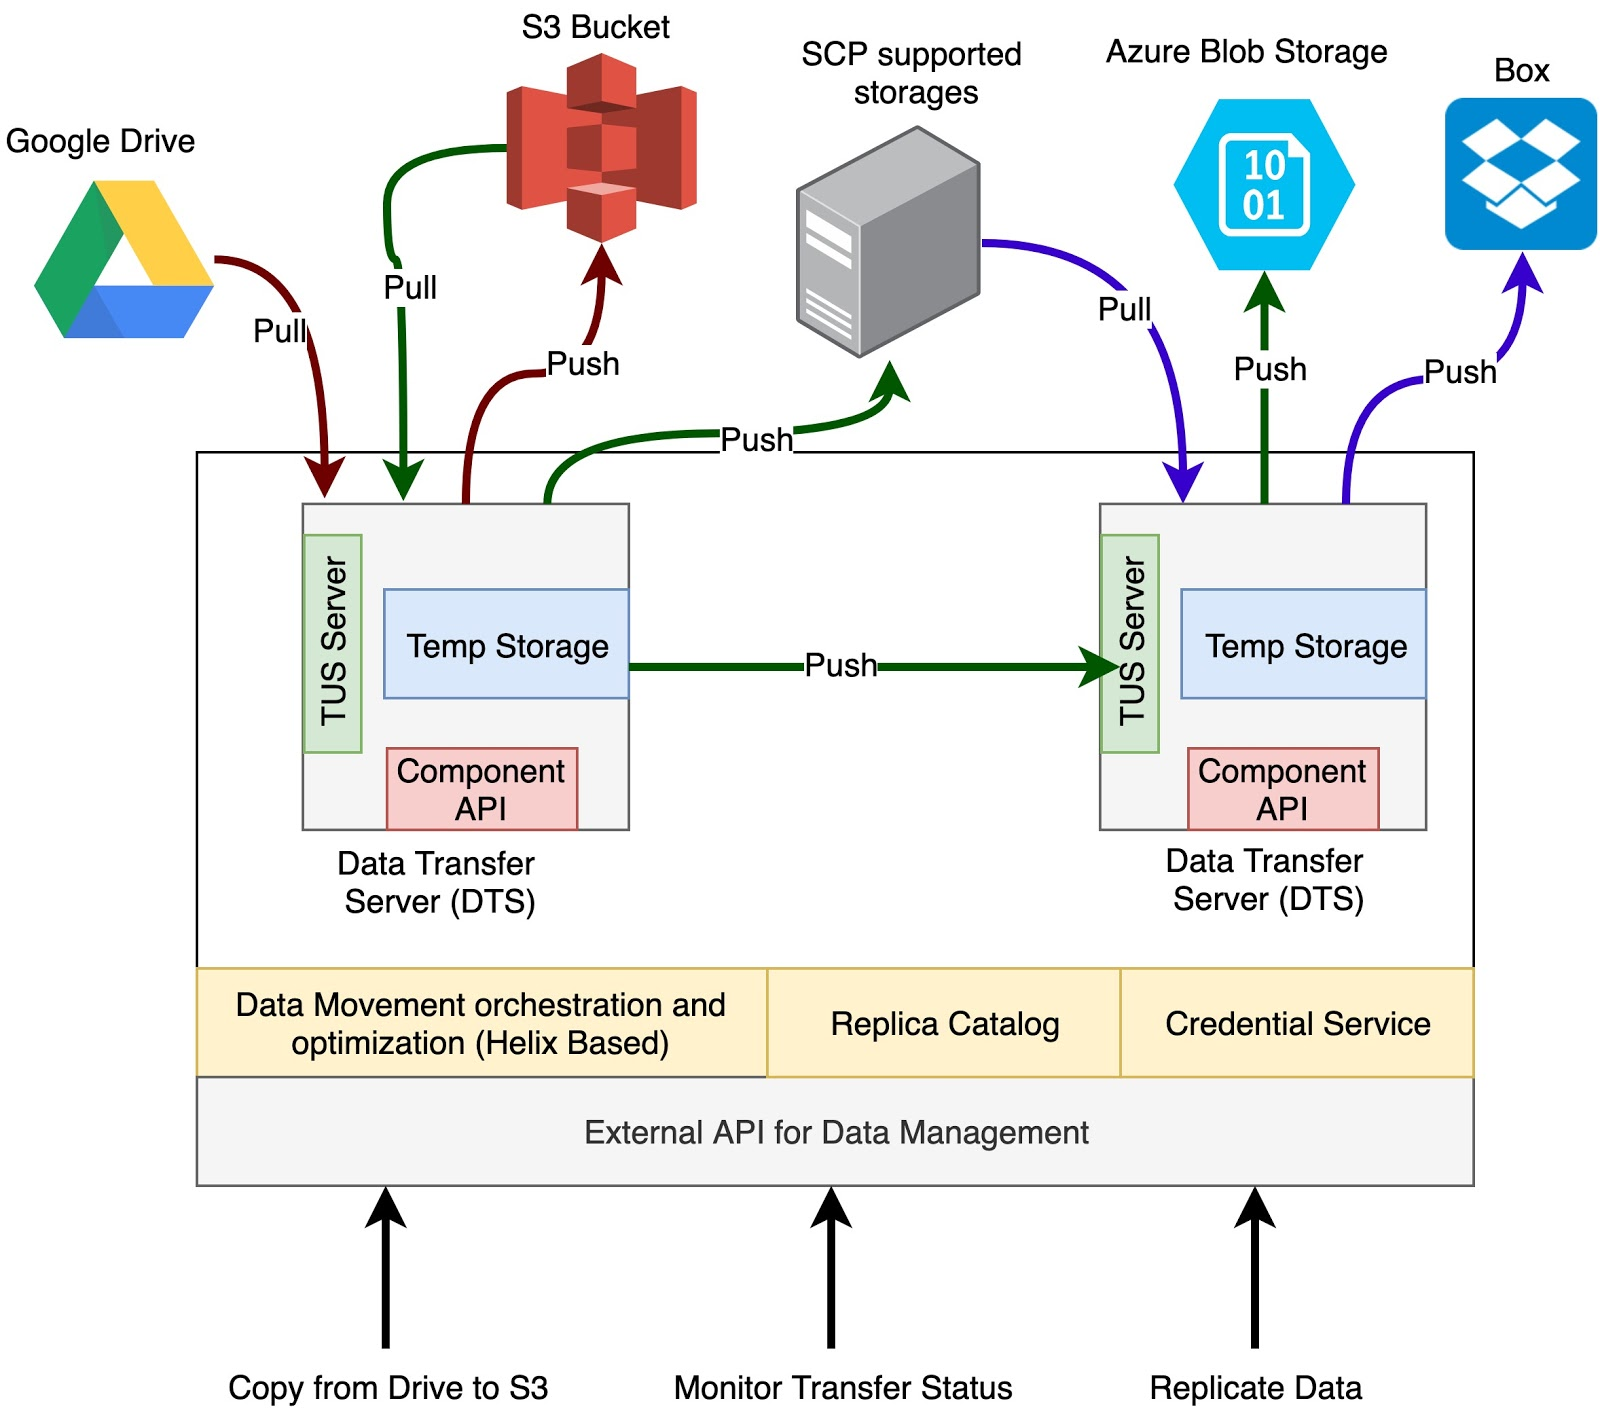 S3 Bucket
SCP supported
storages
Azure Blob Storage
Box
Google Drive
10
01
Pull
Pull
Pull
Push
Push
Push
Push
TUS Server
Temp Storage
Component
API
Data Transfer
Server (DTS)
Push
TUS Server
Temp Storage
Component
API
Data Transfer
Server (DTS)
Data Movement orchestration and
optimization (Helix Based)
Replica Catalog
Credential Service
External API for Data Management
Copy from Drive to S3
Monitor Transfer Status
Replicate Data